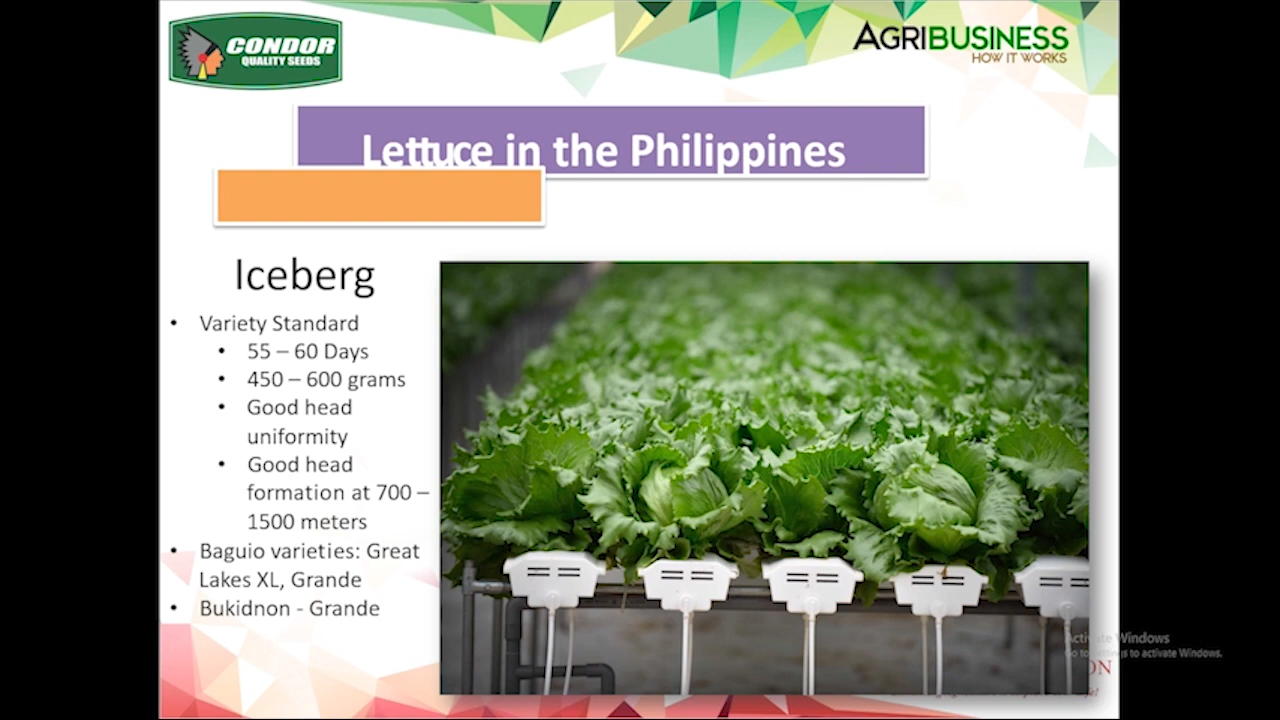 CONDOR
QUALITY SEEDS
AGRIBUSINESS
HOW IT WORKS
Lettuce in the Philippines
Iceberg
• Variety Standard
• 55 – 60 Days
• 450 – 600 grams
• Good head
uniformity
• Good head
formation at 700 –
1500 meters
• Baguio varieties: Great
Lakes XL, Grande
• Bukidnon - Grande
Activate Windows
Go to Settings to activate Windows.